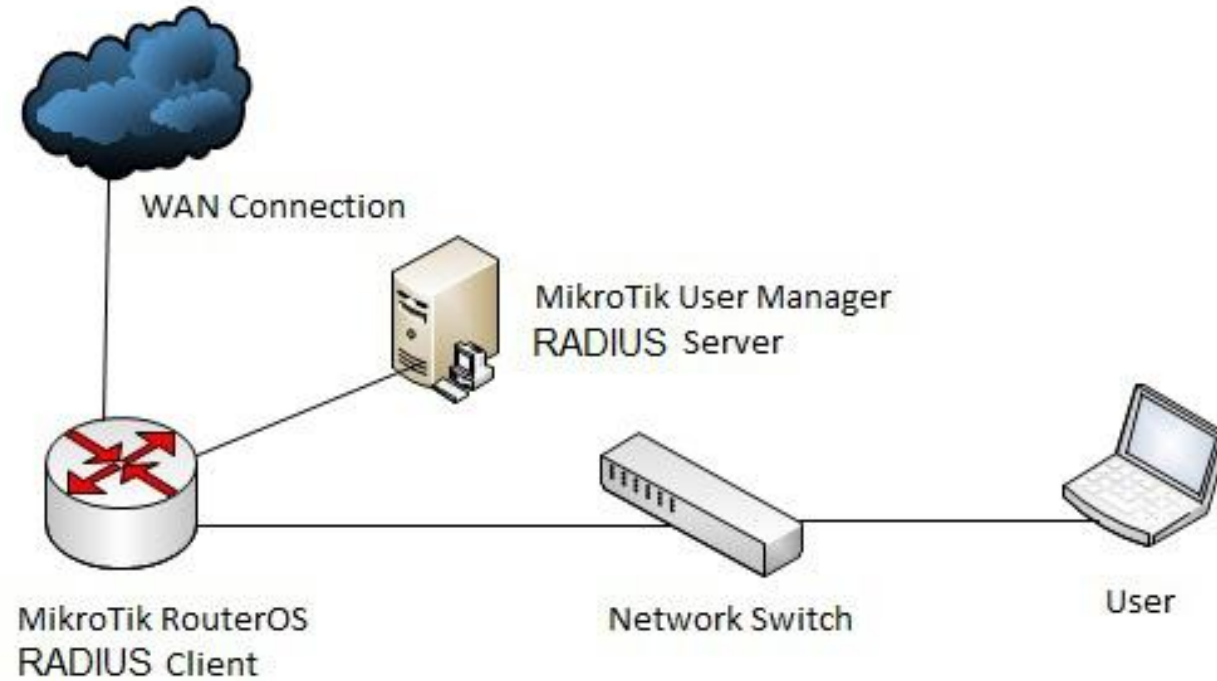 WAN Connection
MikroTik User Manager
RADIUS Server
MikroTik RouterOS
RADIUS Client
Network Switch
User